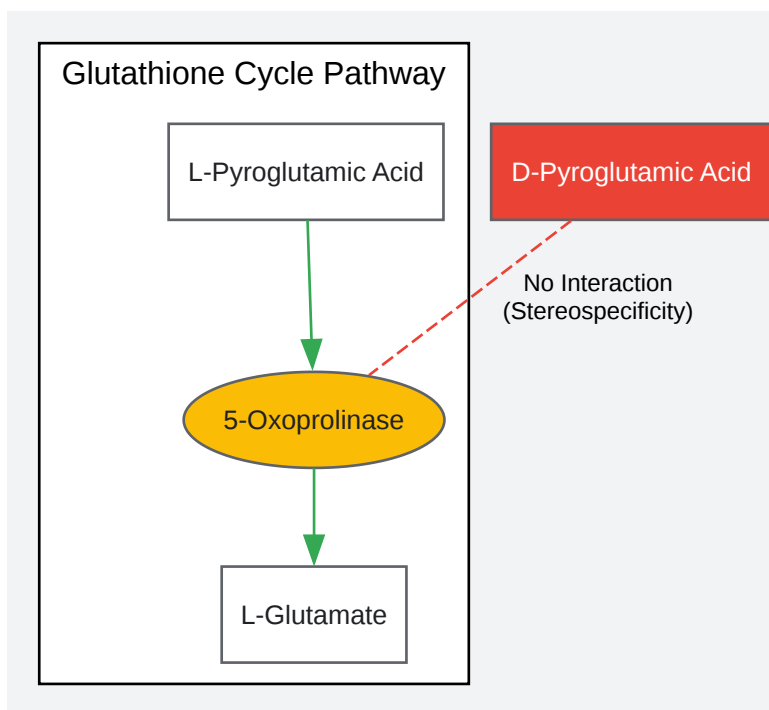 Glutathione Cycle Pathway
L-Pyroglutamic Acid
D-Pyroglutamic Acid
No Interaction
(Stereospecificity)
5-Oxoprolinase
L-Glutamate